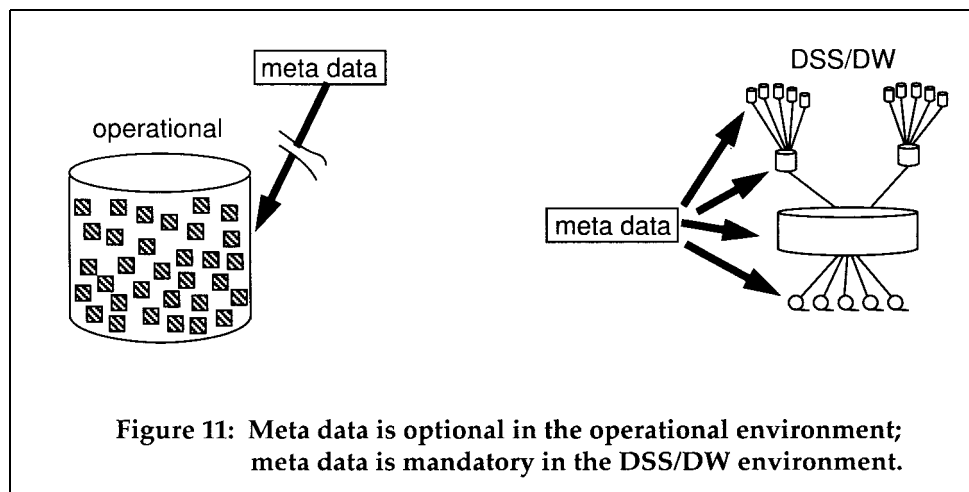 meta data
operational
DSS/DW
meta data
Figure 11: Meta data is optional in the operational environment;
meta data is mandatory in the DSS/DW environment.